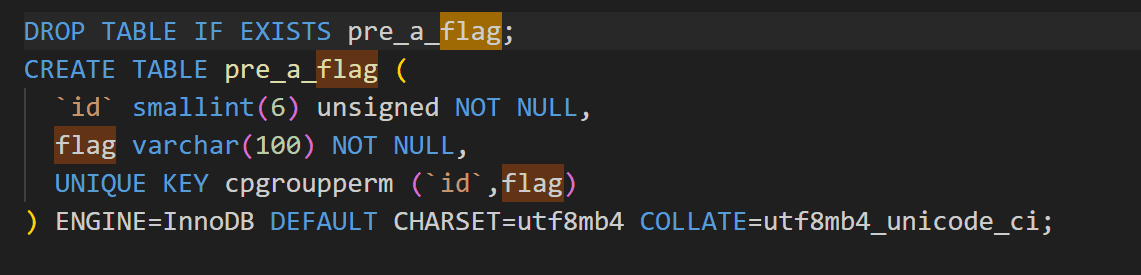 DROP TABLE IF EXISTS pre_a_flag;
CREATE TABLE pre_a_flag (
  `id` smallint(6) unsigned NOT NULL,
  flag varchar(100) NOT NULL,
  UNIQUE KEY cpgroupperm (`id`,flag)
) ENGINE=InnoDB DEFAULT CHARSET=utf8mb4 COLLATE=utf8mb4_unicode_ci;